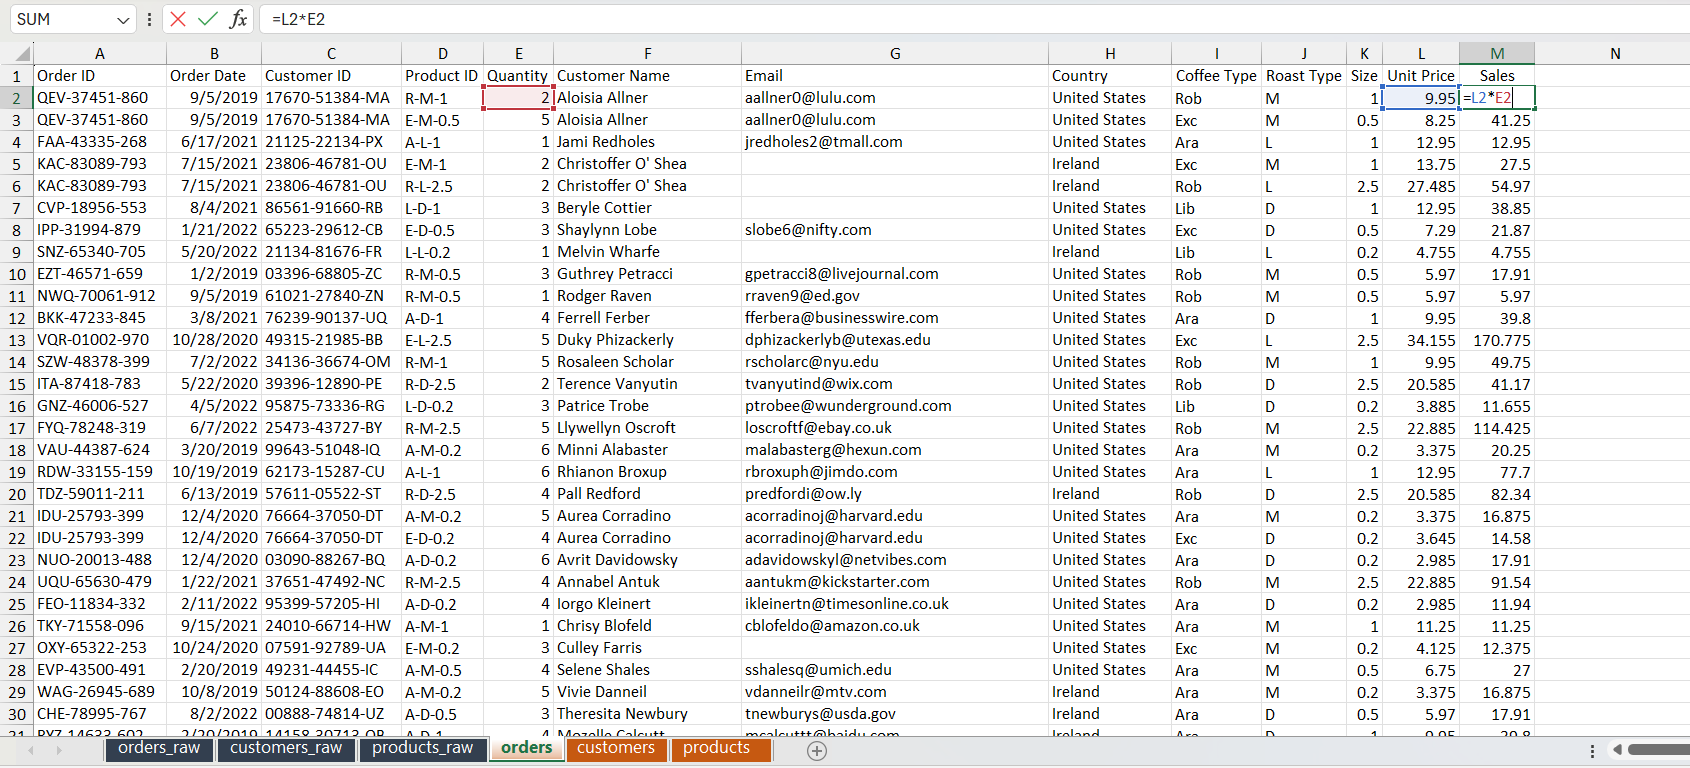 SUM fx =L2*E2
A B C D E F G H I J K L M N
1 Order ID Order Date Customer ID Product ID Quantity Customer Name Email Country Coffee Type Roast Type Size Unit Price Sales
2 QEV-37451-860 9/5/2019 17670-51384-MA R-M-1 2 Aloisia Allner aallner0@lulu.com United States Rob M 1 9.95 =L2*E2
3 QEV-37451-860 9/5/2019 17670-51384-MA E-M-0.5 5 Aloisia Allner aallner0@lulu.com United States Exc M 0.5 8.25 41.25
4 FAA-43335-268 6/17/2021 21125-22134-PX A-L-1 1 Jami Redholes jredholes2@tmall.com United States Ara L 1 12.95 12.95
5 KAC-83089-793 7/15/2021 23806-46781-OU E-M-1 2 Christoffer O' Shea Ireland Exc M 1 13.75 27.5
6 KAC-83089-793 7/15/2021 23806-46781-OU R-L-2.5 2 Christoffer O' Shea Ireland Rob L 2.5 27.485 54.97
7 CVP-18956-553 8/4/2021 86561-91660-RB L-D-1 3 Beryle Cottier United States Lib D 1 12.95 38.85
8 IPP-31994-879 1/21/2022 65223-29612-CB E-D-0.5 3 Shaylynn Lobe slobe6@nifty.com United States Exc D 0.5 7.29 21.87
9 SNZ-65340-705 5/20/2022 21134-81676-FR L-L-0.2 1 Melvin Wharfe Ireland Lib L 0.2 4.755 4.755
10 EZT-46571-659 1/2/2019 03396-68805-ZC R-M-0.5 3 Guthrey Petracci gpetracci8@livejournal.com United States Rob M 0.5 5.97 17.91
11 NWQ-70061-912 9/5/2019 61021-27840-ZN R-M-0.5 1 Rodger Raven rraven9@ed.gov United States Rob M 0.5 5.97 5.97
12 BKK-47233-845 3/8/2021 76239-90137-UQ A-D-1 4 Ferrell Ferber fferbera@businesswire.com United States Ara D 1 9.95 39.8
13 VQR-01002-970 10/28/2020 49315-21985-BB E-L-2.5 5 Duky Phizackerly dphizackerlyb@utexas.edu United States Exc L 2.5 34.155 170.775
14 SZW-48378-399 7/2/2022 34136-36674-OM R-M-1 5 Rosaleen Scholar rscholarc@nyu.edu United States Rob M 1 9.95 49.75
15 ITA-87418-783 5/22/2020 39396-12890-PE R-D-2.5 2 Terence Vanyutin tvanyutind@wix.com United States Rob D 2.5 20.585 41.17
16 GNZ-46006-527 4/5/2022 95875-73336-RG L-D-0.2 3 Patrice Trobe ptrobee@wunderground.com United States Lib D 0.2 3.885 11.655
17 FYQ-78248-319 6/7/2022 25473-43727-BY R-M-2.5 5 Llywellyn Oscroft loscroftf@ebay.co.uk United States Rob M 2.5 22.885 114.425
18 VAU-44387-624 3/20/2019 99643-51048-IQ A-M-0.2 6 Minni Alabaster malabasterg@hexun.com United States Ara M 0.2 3.375 20.25
19 RDW-33155-159 10/19/2019 62173-15287-CU A-L-1 6 Rhianon Broxup rbroxuph@jimdo.com United States Ara L 1 12.95 77.7
20 TDZ-59011-211 6/13/2019 57611-05522-ST R-D-2.5 4 Pall Redford predfordi@ow.ly Ireland Rob D 2.5 20.585 82.34
21 IDU-25793-399 12/4/2020 76664-37050-DT A-M-0.2 5 Aurea Corradino acorradinoj@harvard.edu United States Ara M 0.2 3.375 16.875
22 IDU-25793-399 12/4/2020 76664-37050-DT E-D-0.2 4 Aurea Corradino acorradinoj@harvard.edu United States Exc D 0.2 3.645 14.58
23 NUO-20013-488 12/4/2020 03090-88267-BQ A-D-0.2 6 Avrit Davidowsky adavidowskyl@netvibes.com United States Ara D 0.2 2.985 17.91
24 UQU-65630-479 1/22/2021 37651-47492-NC R-M-2.5 4 Annabel Antuk aantukm@kickstarter.com United States Rob M 2.5 22.885 91.54
25 FEO-11834-332 2/11/2022 95399-57205-HI A-D-0.2 4 Iorgo Kleinert ikleinertn@timesonline.co.uk United States Ara D 0.2 2.985 11.94
26 TKY-71558-096 9/15/2021 24010-66714-HW A-M-1 1 Chrisy Blofeld cblofeldo@amazon.co.uk United States Ara M 1 11.25 11.25
27 OXY-65322-253 10/24/2020 07591-92789-UA E-M-0.2 3 Culley Farris United States Exc M 0.2 4.125 12.375
28 EVP-43500-491 2/20/2019 49231-44455-IC A-M-0.5 4 Selene Shales sshalesq@umich.edu United States Ara M 0.5 6.75 27
29 WAG-26945-689 10/8/2019 50124-88608-EO A-M-0.2 5 Vivie Danneil vdanneilr@mtv.com Ireland Ara M 0.2 3.375 16.875
30 CHE-78995-767 8/2/2022 00888-74814-UZ A-D-0.5 3 Theresita Newbury tnewburys@usda.gov Ireland Ara D 0.5 5.97 17.91
orders_raw customers_raw products_raw orders customers products